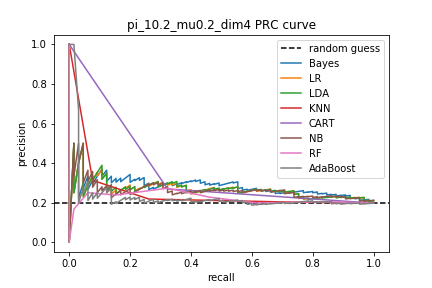 pi_10.2_mu0.2_dim4 PRC curve
1.0
0.8
0.6
0.4
0.2
0.0
precision
random guess
Bayes
LR
LDA
KNN
CART
NB
RF
AdaBoost
0.0 0.2 0.4 0.6 0.8 1.0
recall